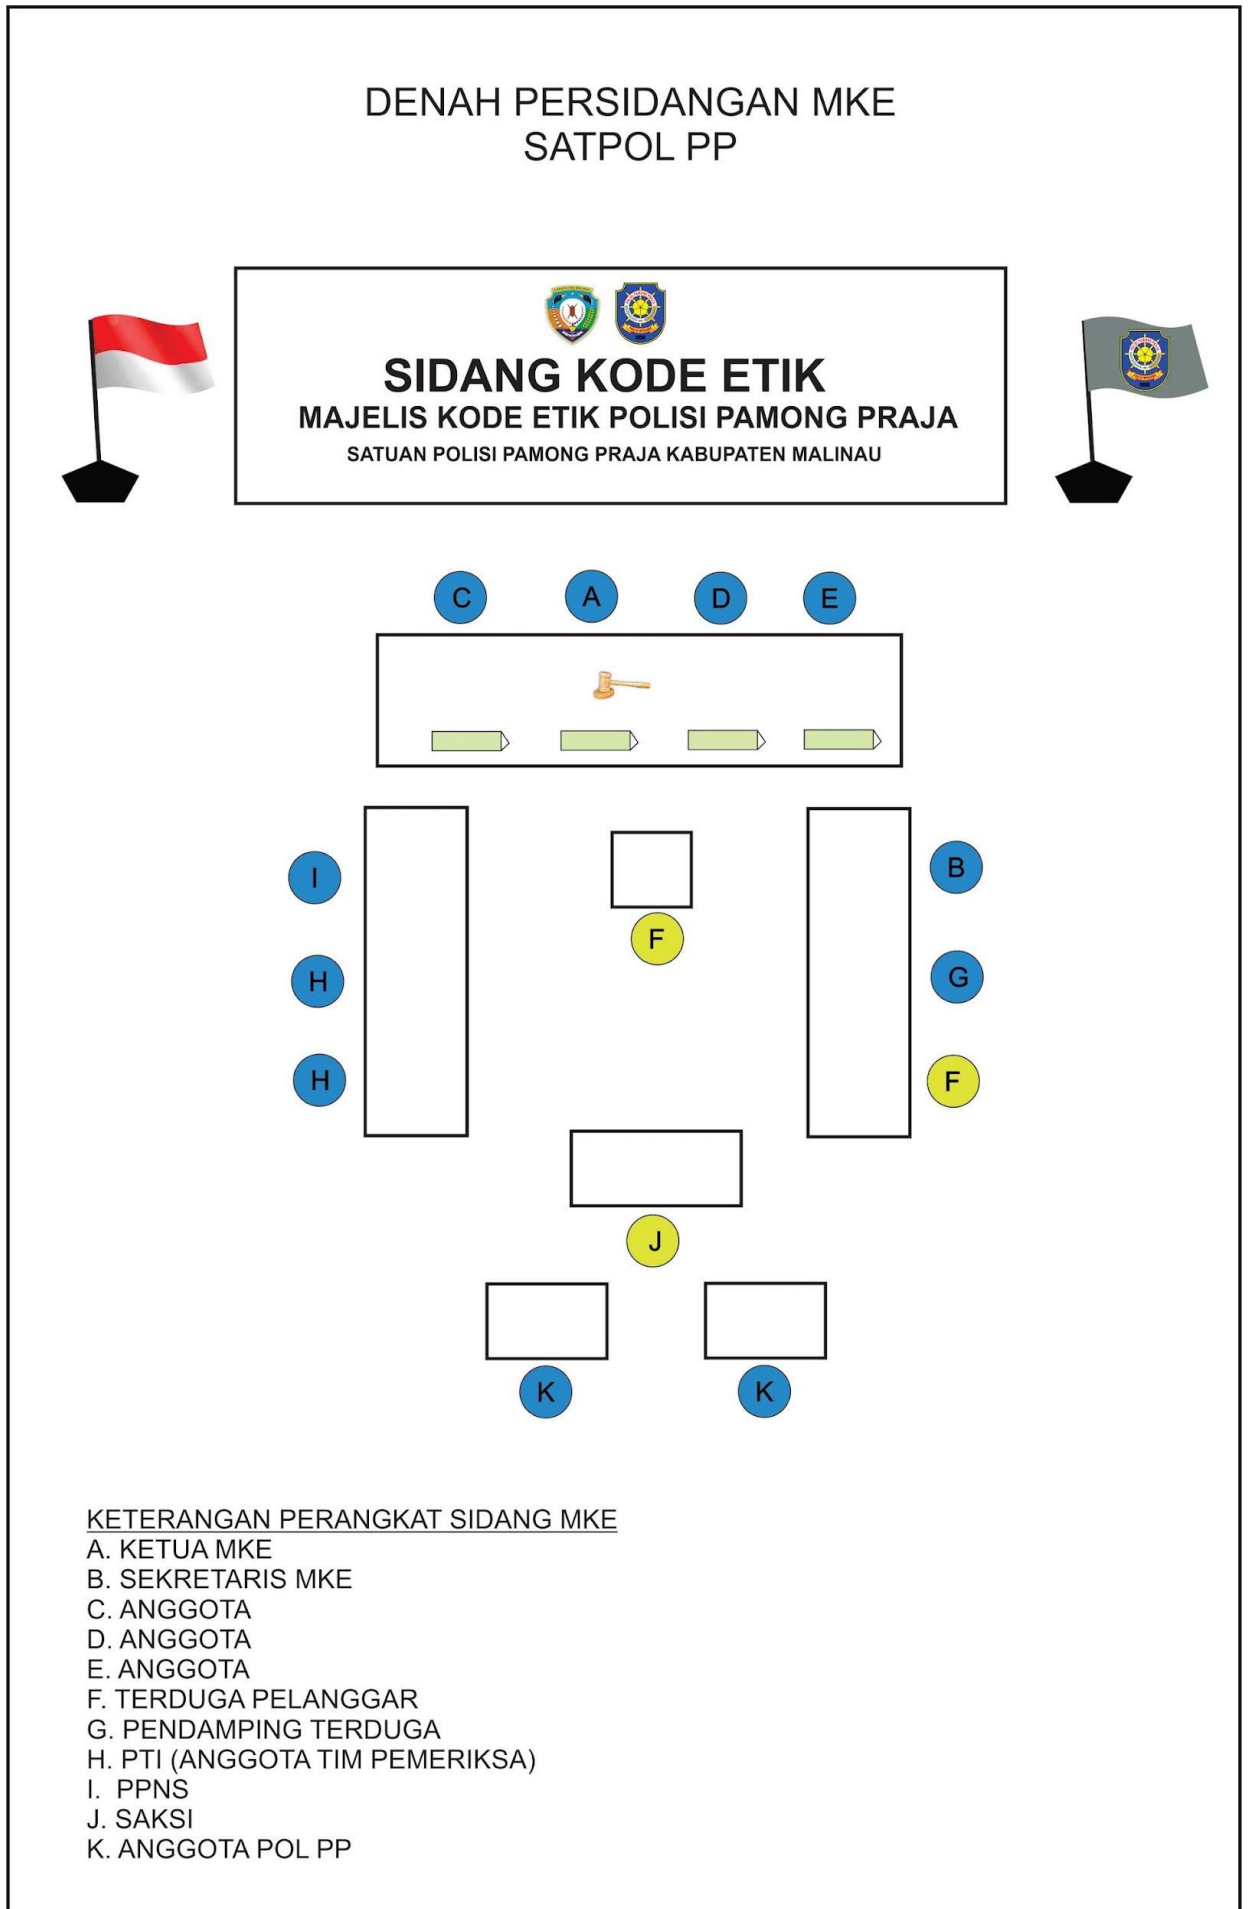 DENAH PERSIDANGAN MKE
SATPOL PP
SIDANG KODE ETIK
MAJELIS KODE ETIK POLISI PAMONG PRAJA
SATUAN POLISI PAMONG PRAJA KABUPATEN MALINAU
C A D E
I B
F
H G
H F
J
K K
KETERANGAN PERANGKAT SIDANG MKE
A. KETUA MKE
B. SEKRETARIS MKE
C. ANGGOTA
D. ANGGOTA
E. ANGGOTA
F. TERDUGA PELANGGAR
G. PENDAMPING TERDUGA
H. PTI (ANGGOTA TIM PEMERIKSA)
I. PPNS
J. SAKSI
K. ANGGOTA POL PP